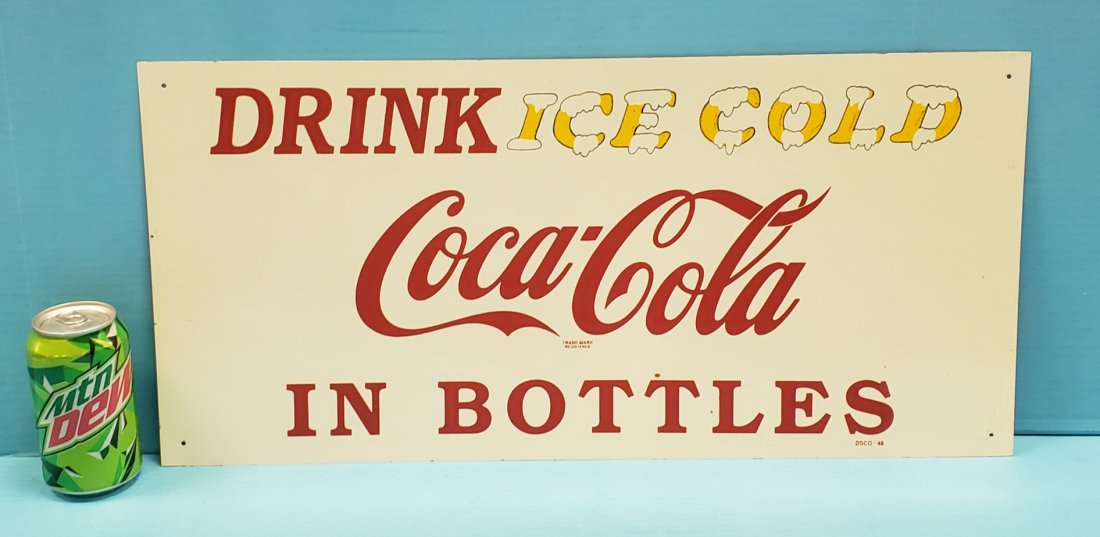 DRINK ICE COLD
Coca-Cola
TRADE MARK
REGISTERED
IN BOTTLES
DSCO - 48
Mtn
DEW